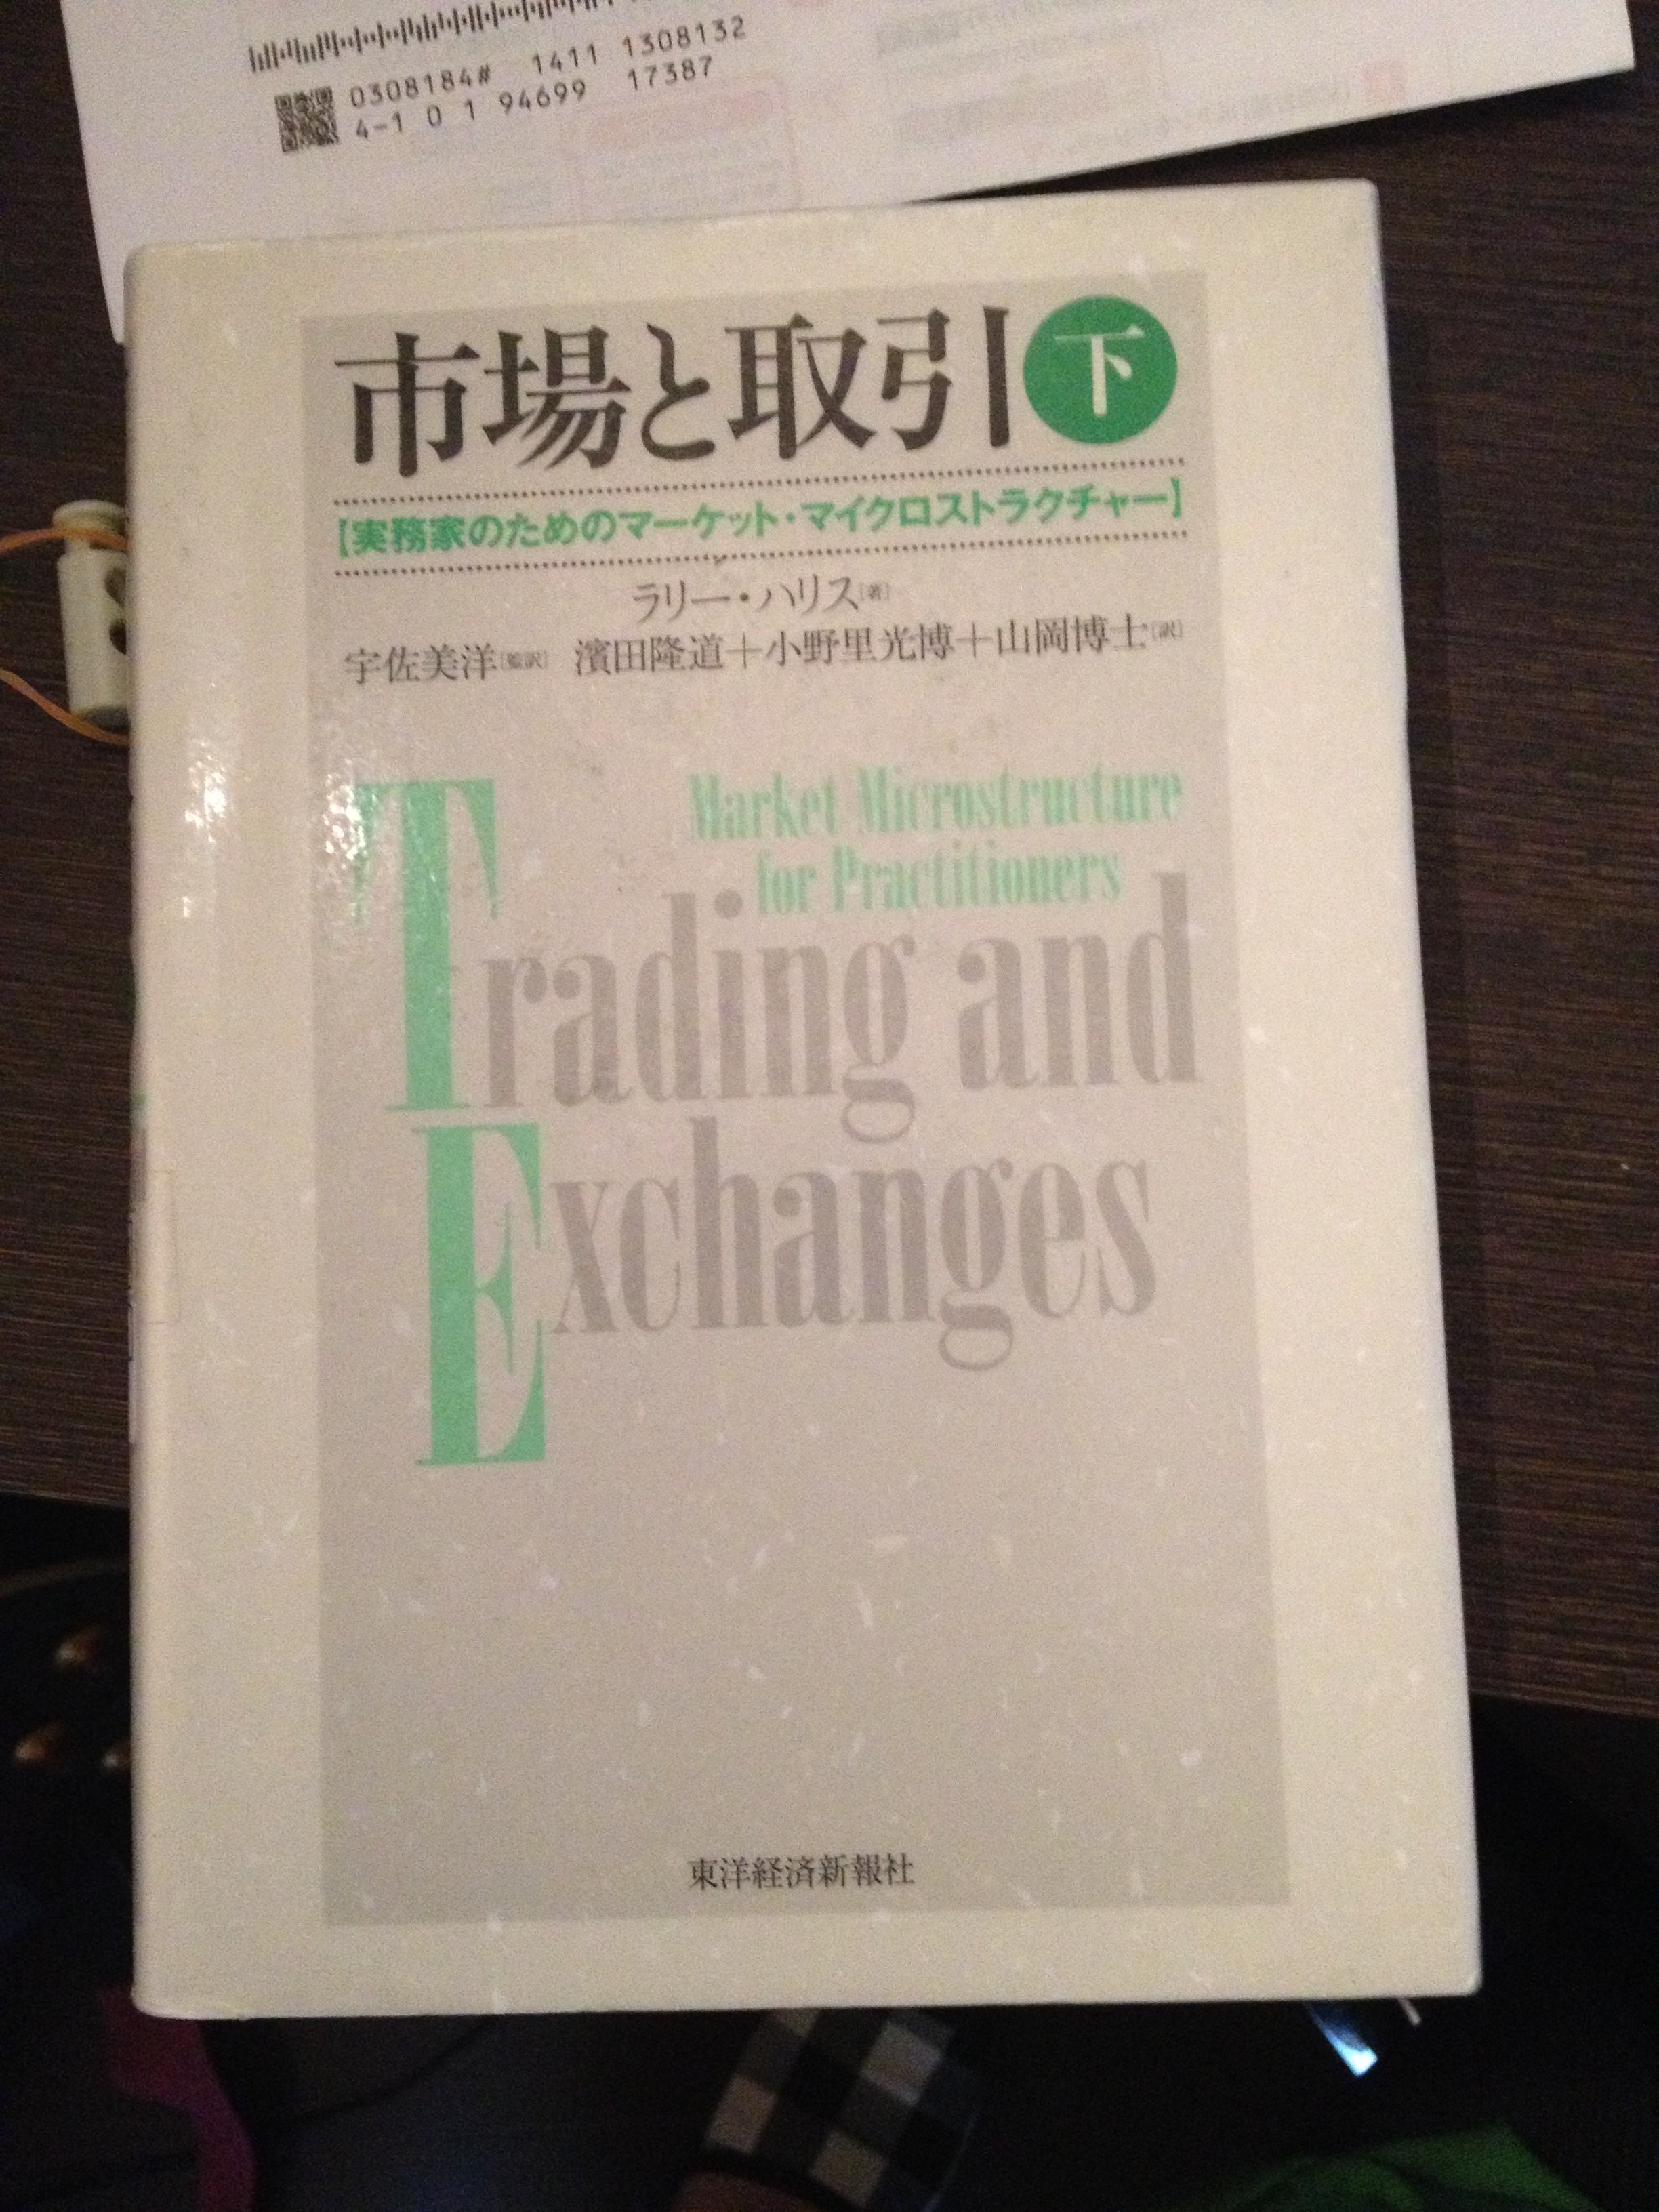 0308184# 1411 1308132
4-1 0 1 94699 17387
市場と取引 下
【実務家のためのマーケット・マイクロストラクチャー】
ラリー・ハリス[著]
宇佐美洋[監訳] 濱田隆道+小野里光博+山岡博士[訳]
Market Microstructure
for Practitioners
Trading and
Exchanges
東洋経済新報社